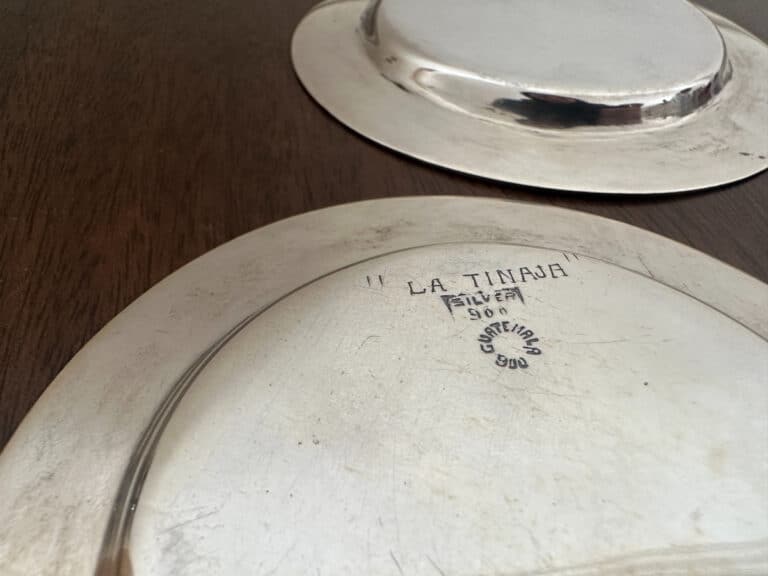 " LA TINAJA "
SILVER
900
GUATEMALA
900